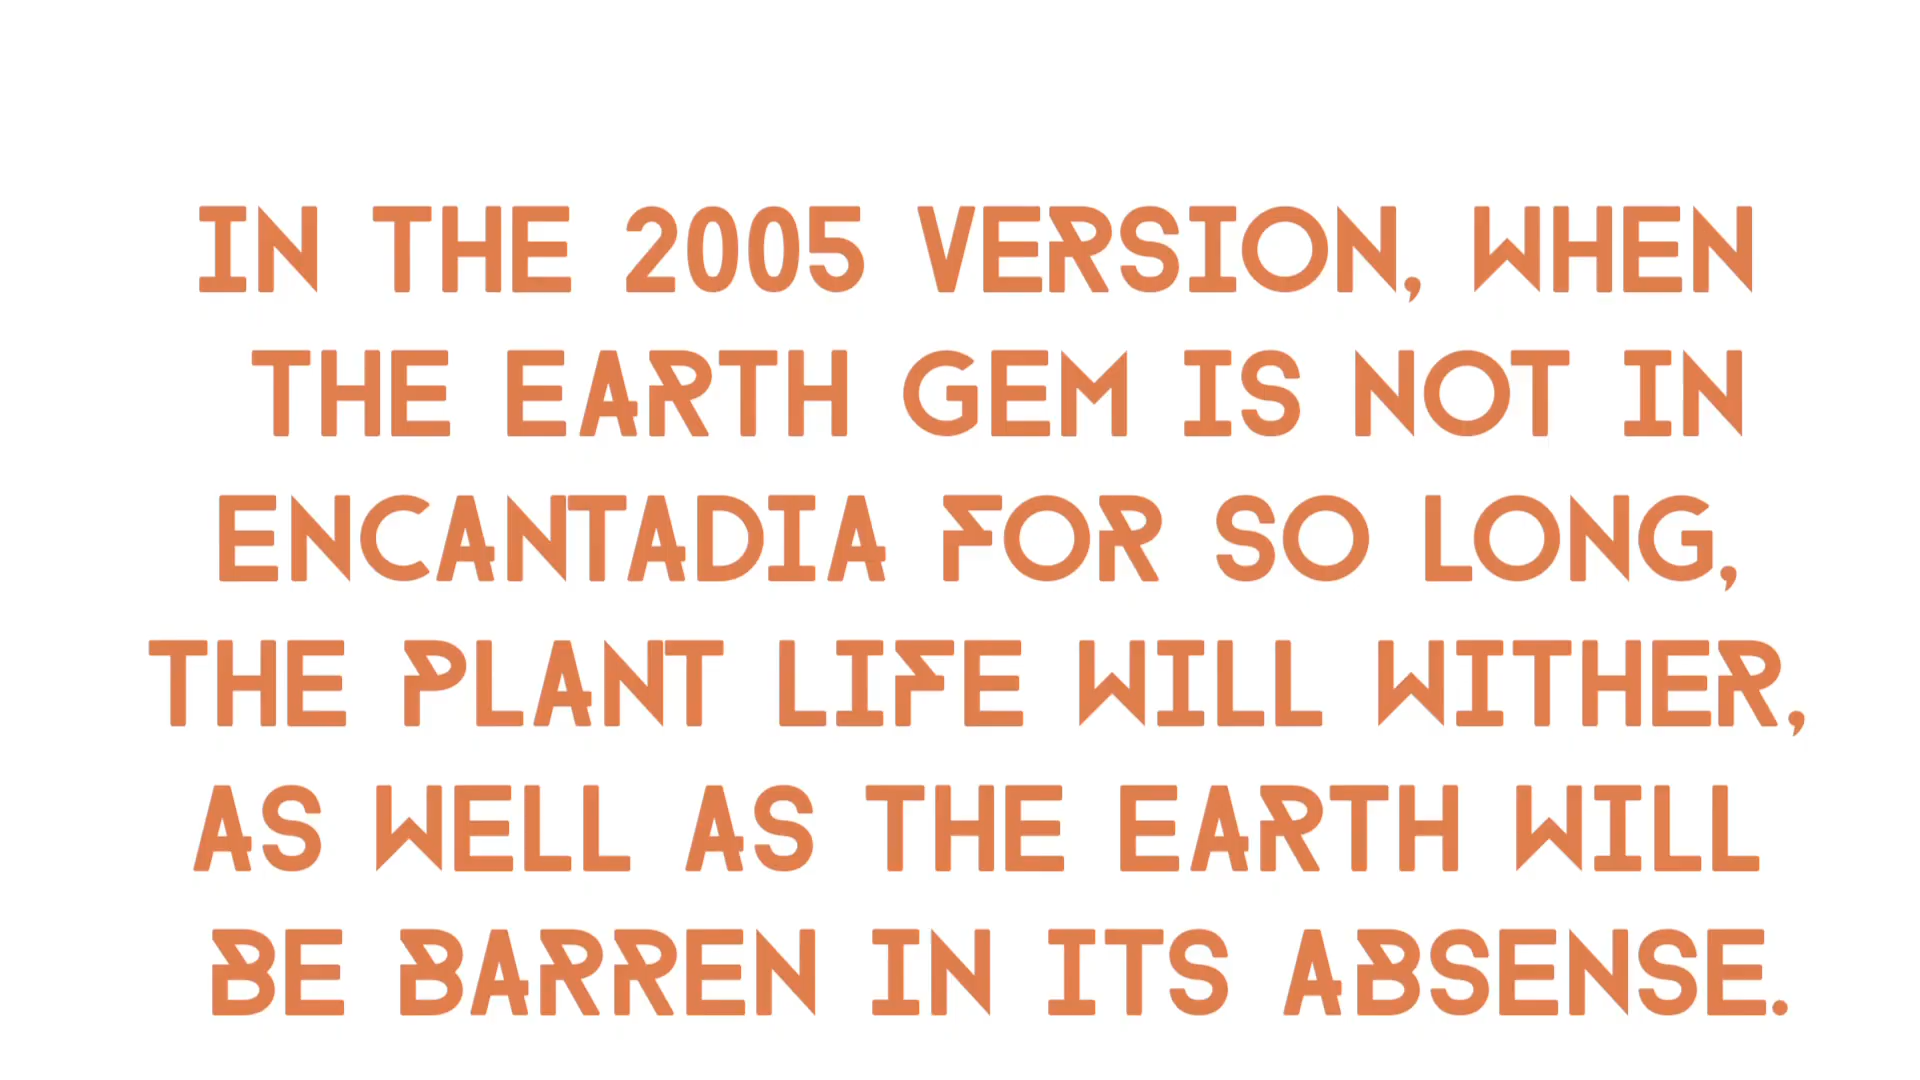 IN THE 2005 VERSION, WHEN
THE EARTH GEM IS NOT IN
ENCANTADIA FOR SO LONG,
THE PLANT LIFE WILL WITHER,
AS WELL AS THE EARTH WILL
BE BARREN IN ITS ABSENSE.